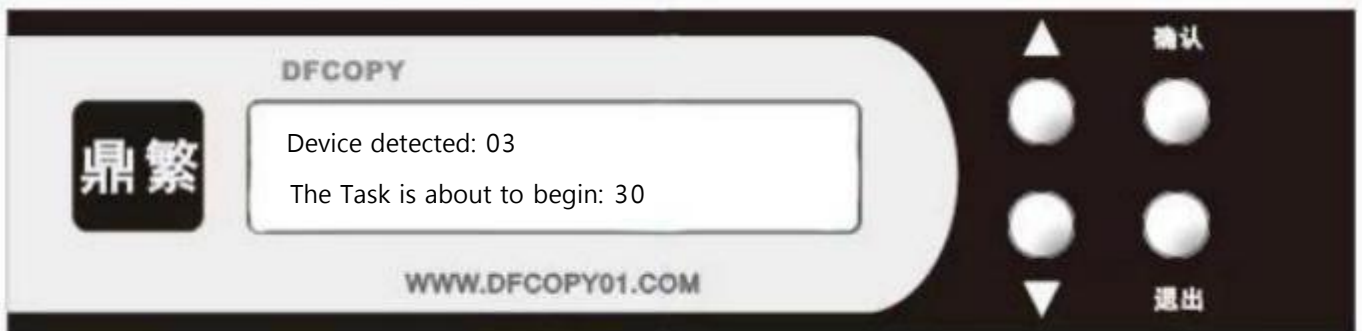 DFCOPY
鼎繁
Device detected: 03
The Task is about to begin: 30
WWW.DFCOPY01.COM
确认
退出